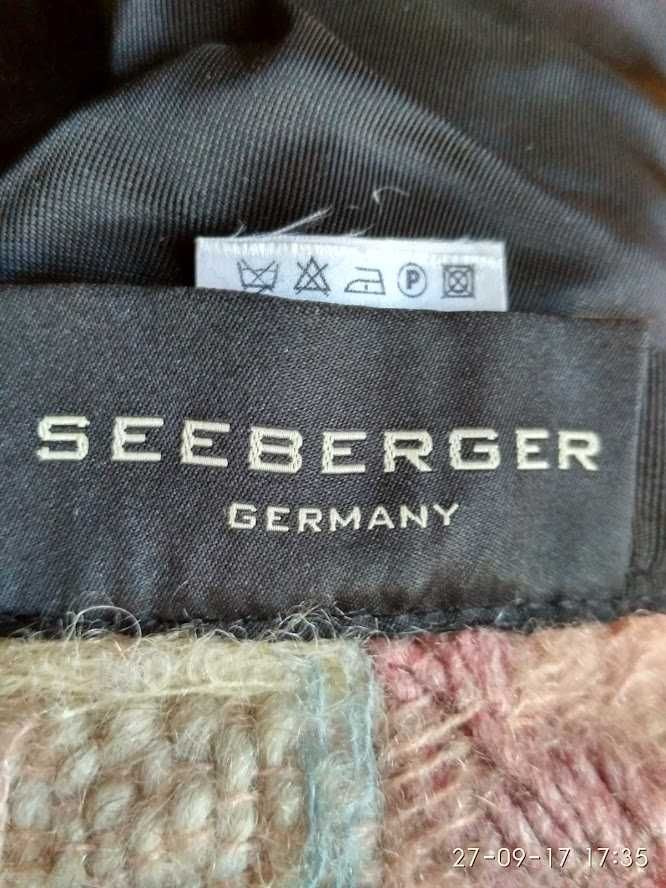 P
SEEBERGER
GERMANY
27-09-17 17:35